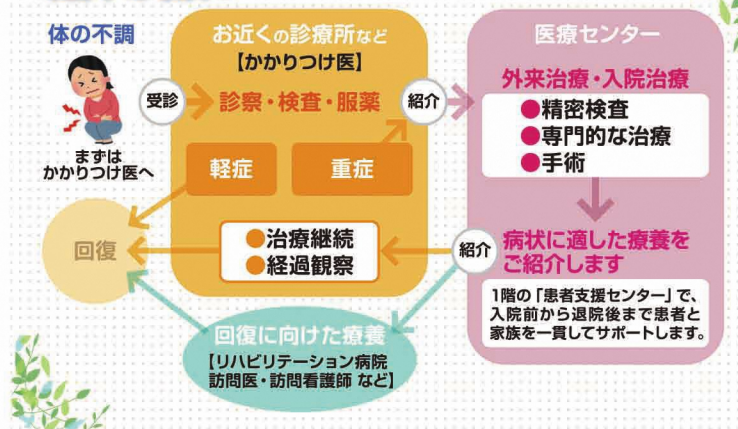 体の不調
まずは
かかりつけ医へ
受診
お近くの診療所など
【かかりつけ医】
診察・検査・服薬
軽症
重症
紹介
医療センター
外来治療・入院治療
●精密検査
●専門的な治療
●手術
病状に適した療養を
ご紹介します
1階の「患者支援センター」で、
入院前から退院後まで患者と
家族を一貫してサポートします。
紹介
●治療継続
●経過観察
回復
回復に向けた療養
【リハビリテーション病院
訪問医・訪問看護師 など】